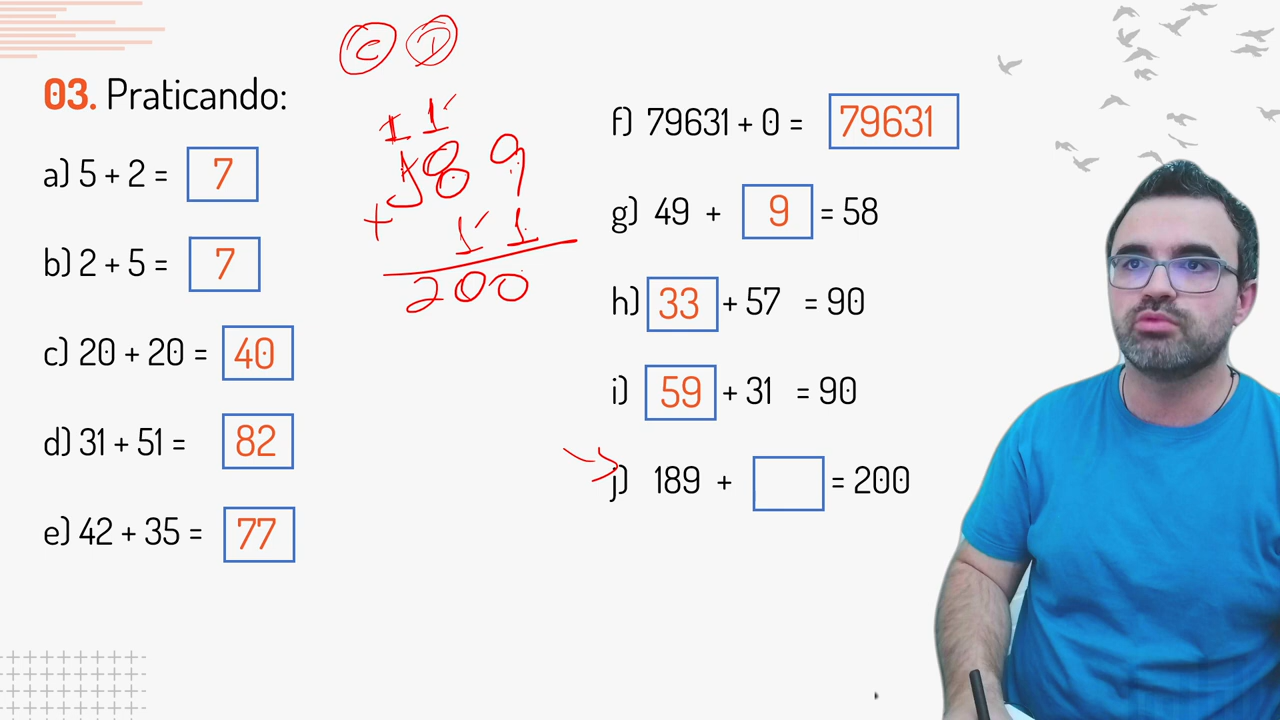 03. Praticando:
a) 5 + 2 = 7
b) 2 + 5 = 7
c) 20 + 20 = 40
d) 31 + 51 = 82
e) 42 + 35 = 77
C D
1 1
189
+ 11
200
f) 79631 + 0 = 79631
g) 49 + 9 = 58
h) 33 + 57 = 90
i) 59 + 31 = 90
j) 189 + = 200